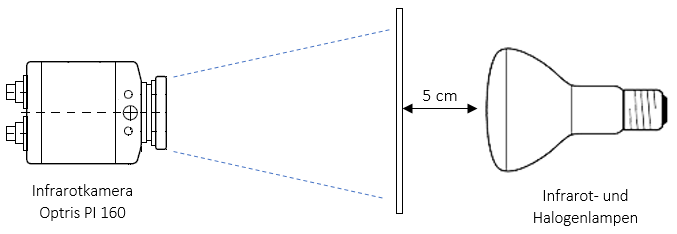 5 cm
Infrarotkamera
Optris PI 160
Infrarot- und
Halogenlampen